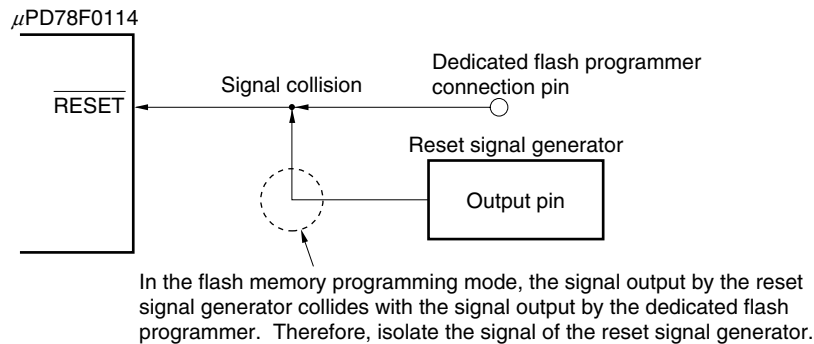 μPD78F0114
Dedicated flash programmer
connection pin
Signal collision
RESET
Reset signal generator
Output pin
In the flash memory programming mode, the signal output by the reset
signal generator collides with the signal output by the dedicated flash
programmer. Therefore, isolate the signal of the reset signal generator.